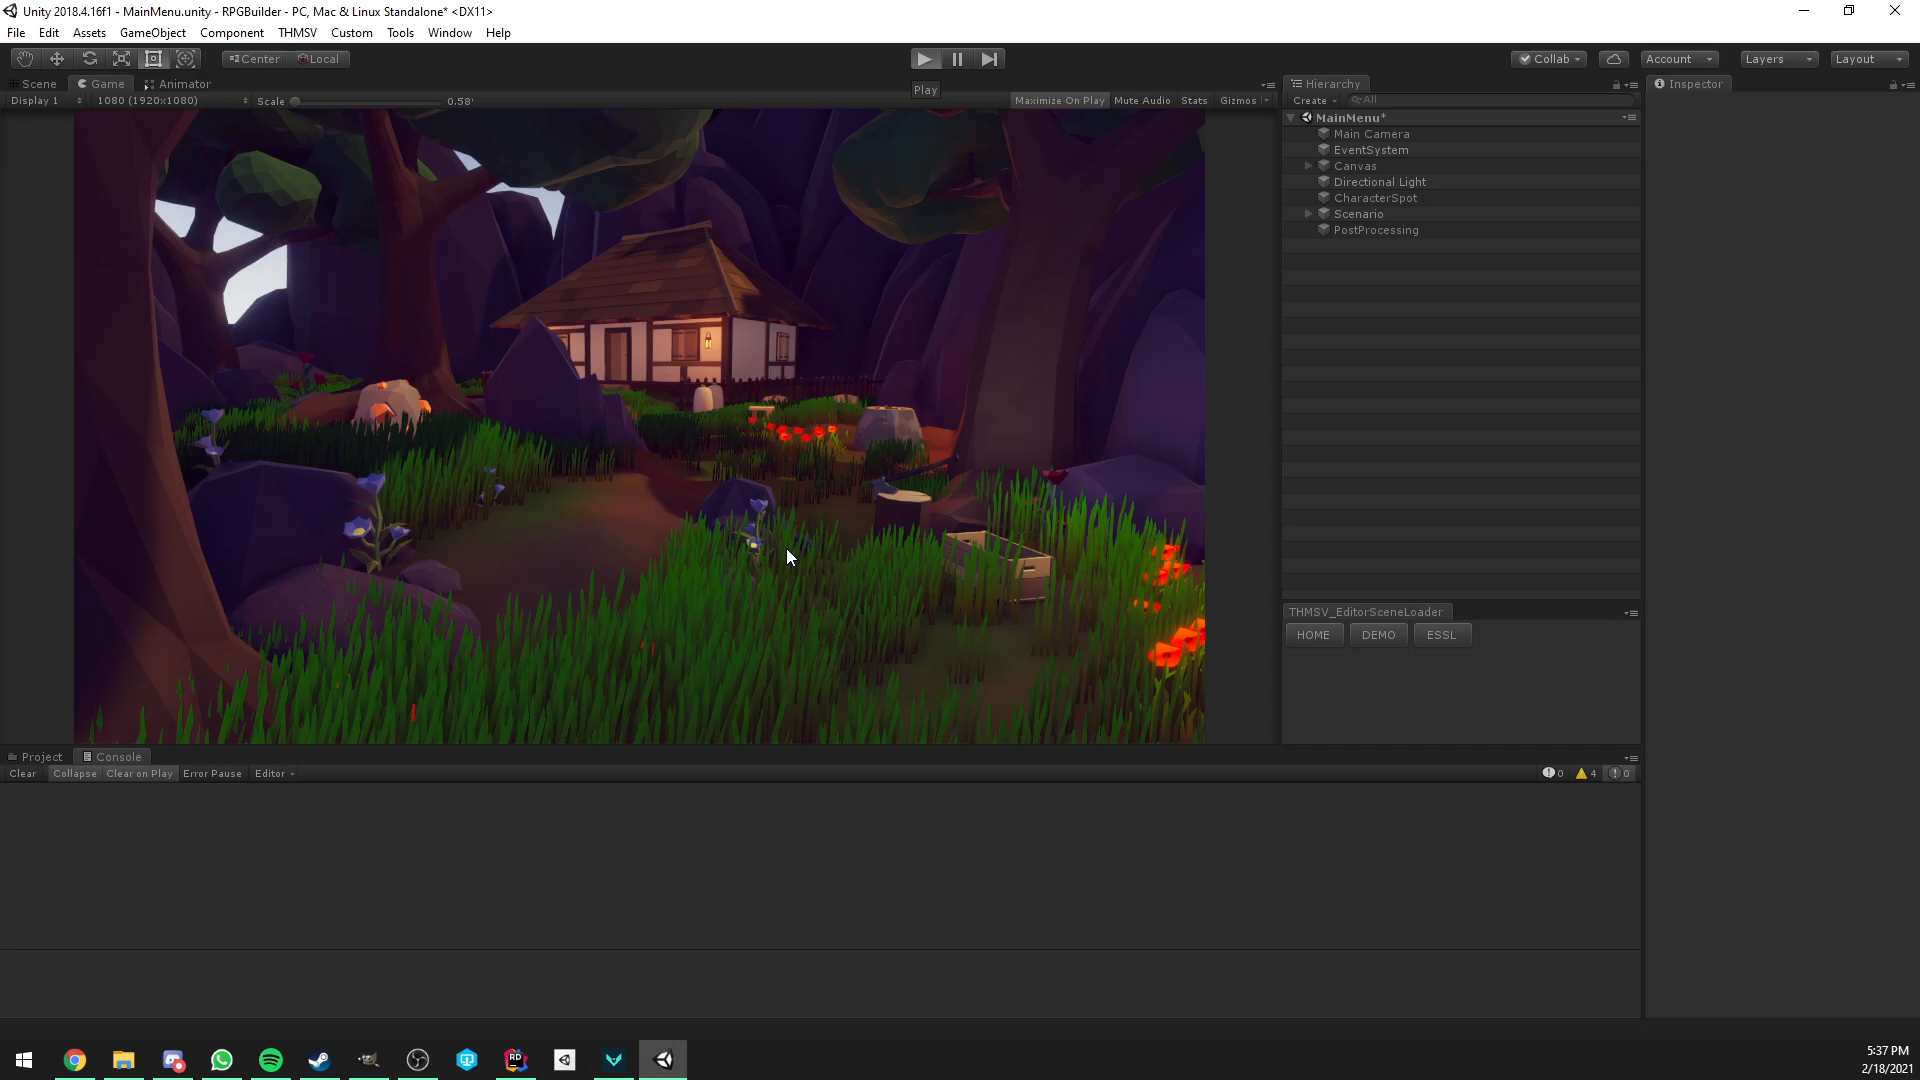 Unity 2018.4.16f1 - MainMenu.unity - RPGBuilder - PC, Mac & Linux Standalone* <DX11>
File Edit Assets GameObject Component THMSV Custom Tools Window Help
Center Local Collab Account Layers Layout
Scene Game Animator Play Hierarchy Inspector
Display 1 1080 (1920x1080) Scale 0.58 Maximize On Play Mute Audio Stats Gizmos Create All
MainMenu*
Main Camera
EventSystem
Canvas
Directional Light
CharacterSpot
Scenario
PostProcessing
THMSV_EditorSceneLoader
HOME DEMO ESSL
Project Console
Clear Collapse Clear on Play Error Pause Editor 0 4 0
RD
5:37 PM
2/18/2021